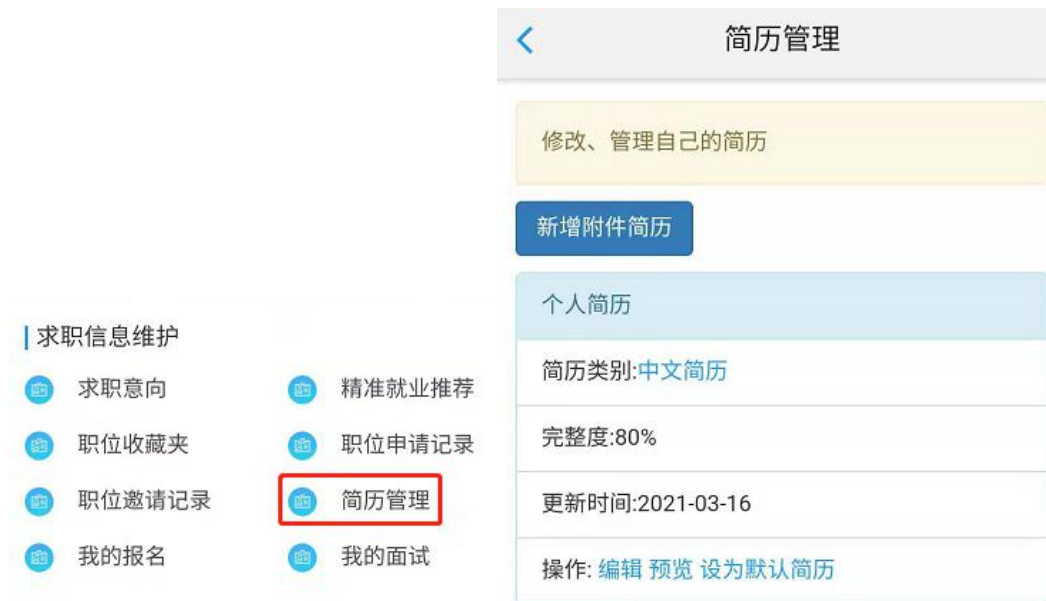 求职信息维护
求职意向 精准就业推荐
职位收藏夹 职位申请记录
职位邀请记录 简历管理
我的报名 我的面试
简历管理
修改、管理自己的简历
新增附件简历
个人简历
简历类别:中文简历
完整度:80%
更新时间:2021-03-16
操作: 编辑 预览 设为默认简历